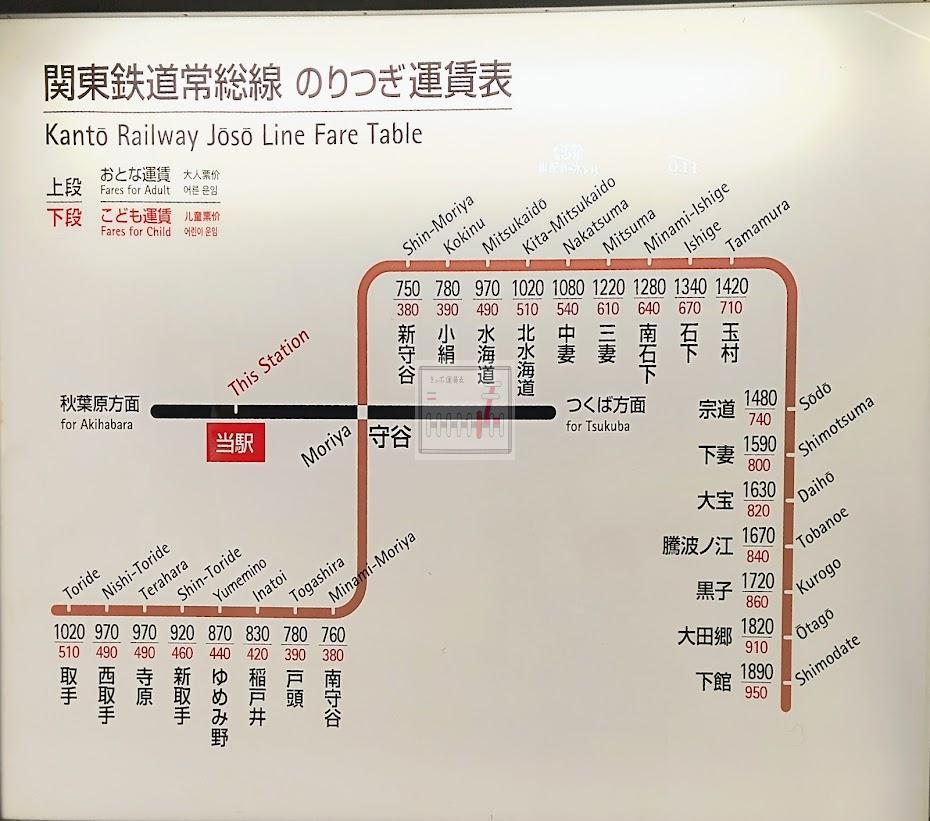 関東鉄道常総線 のりつぎ運賃表
Kantō Railway Jōsō Line Fare Table
上段 おとな運賃 大人票价
Fares for Adult 어른 운임
下段 こども運賃 儿童票价
Fares for Child 어린이 운임
Shin-Moriya
Kokinu
Mitsukaidō
Kita-Mitsukaido
Nakatsuma
Mitsuma
Minami-Ishige
Ishige
Tamamura
750 780 970 1020 1080 1220 1280 1340 1420
380 390 490 510 540 610 640 670 710
新守谷
小絹
水海道
北水海道
中妻
三妻
南石下
石下
玉村
This Station
秋葉原方面
for Akihabara
当駅
Moriya 守谷
つくば方面
for Tsukuba
きっぷ運賃表
宗道 1480 Sōdō
740
下妻 1590 Shimotsuma
800
大宝 1630 Daihō
820
騰波ノ江 1670 Tobanoe
840
黒子 1720 Kurogo
860
大田郷 1820 Ōtagō
910
下館 1890 Shimodate
950
Toride
Nishi-Toride
Terahara
Shin-Toride
Yumemino
Inatoi
Togashira
Minami-Moriya
1020 970 970 920 870 830 780 760
510 490 490 460 440 420 390 380
取手
西取手
寺原
新取手
ゆめみ野
稲戸井
戸頭
南守谷